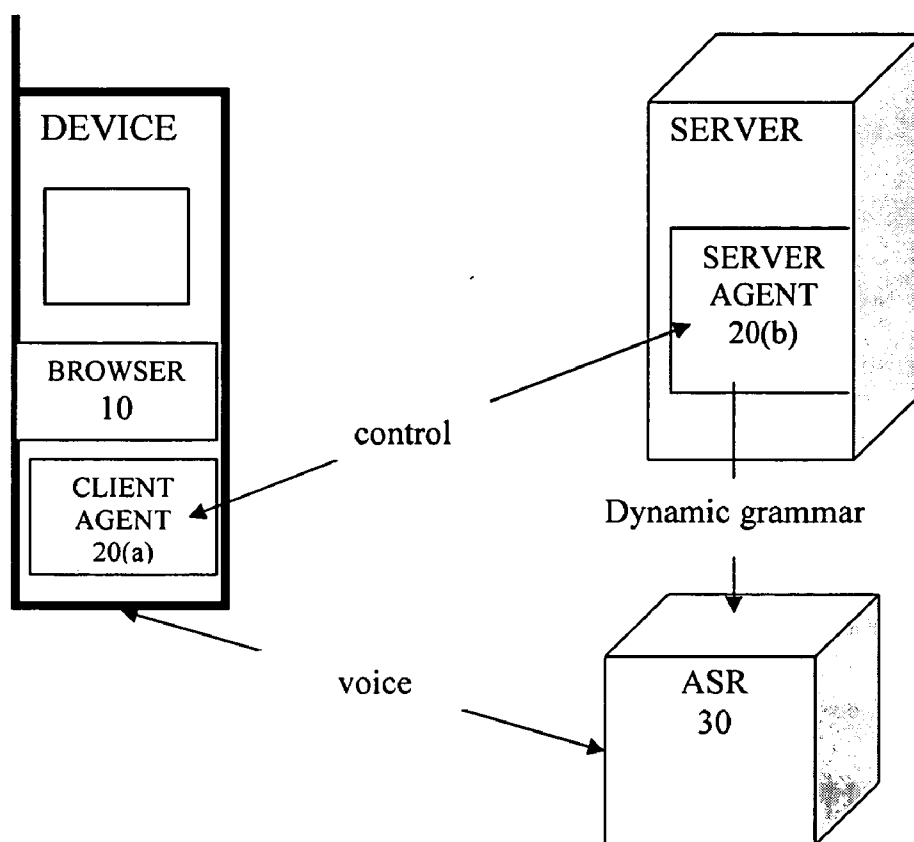 DEVICE
BROWSER
10
CLIENT
AGENT
20(a)
control
voice
SERVER
SERVER
AGENT
20(b)
Dynamic grammar
ASR
30